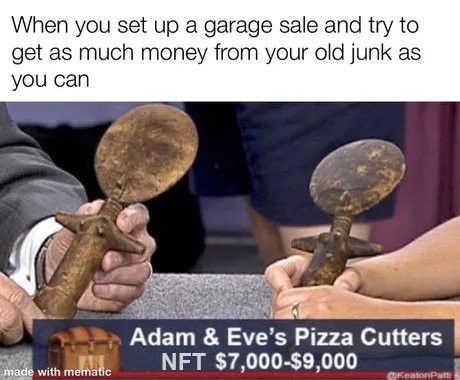 When you set up a garage sale and try to
get as much money from your old junk as
you can
Adam & Eve's Pizza Cutters
NFT $7,000-$9,000
made with mematic
@KeatonPatti